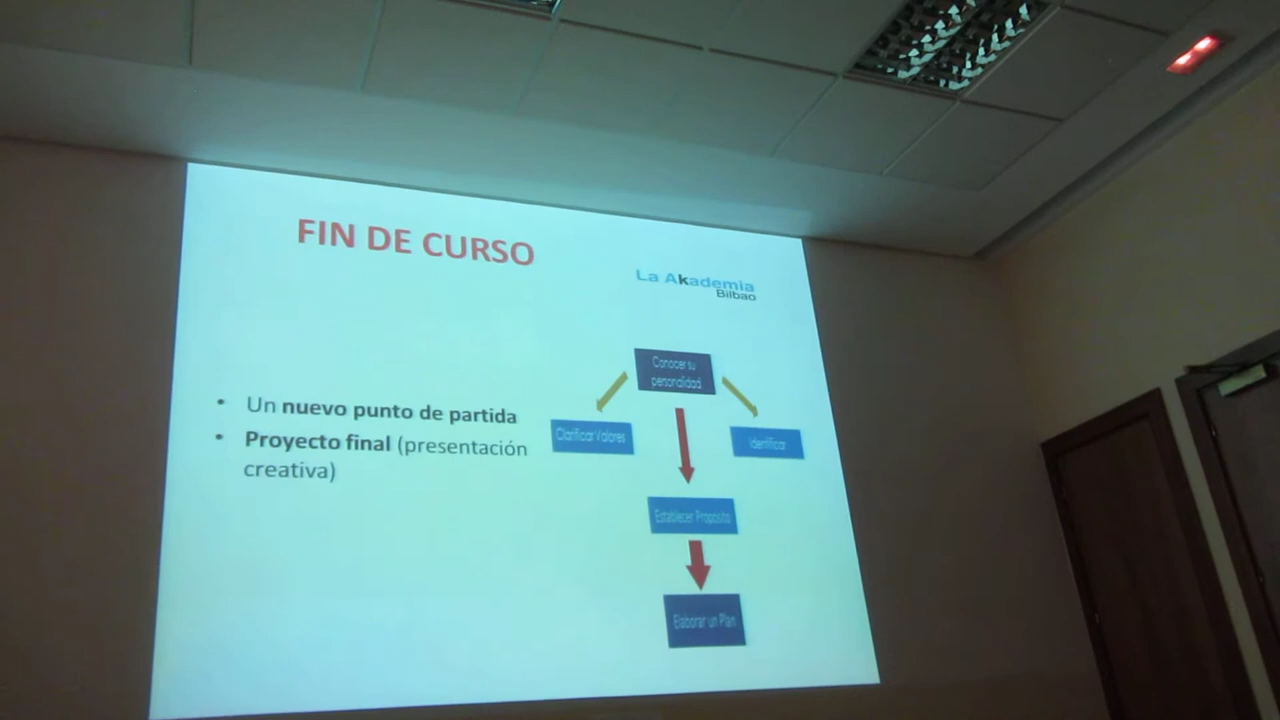 FIN DE CURSO
La Akademia
Bilbao
• Un nuevo punto de partida
• Proyecto final (presentación
creativa)
Conocer su
personalidad
Clarificar Valores
Identificar
Establecer Propósito
Elaborar un Plan